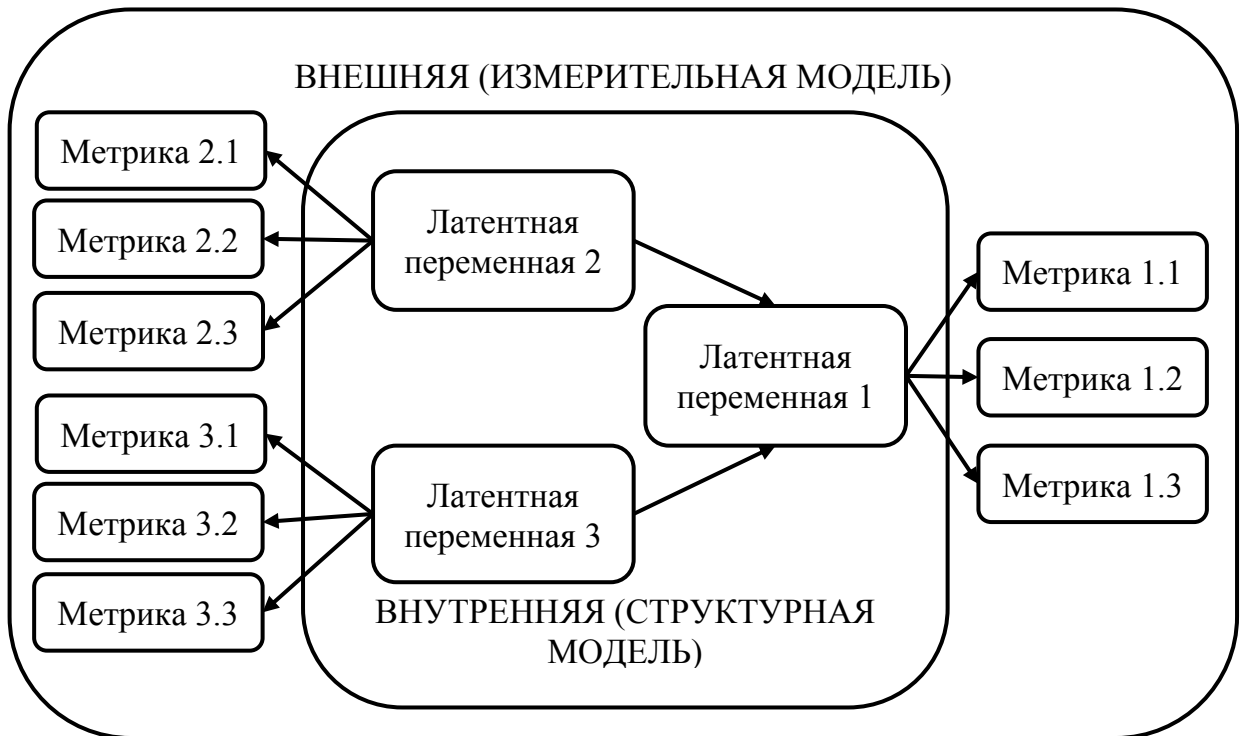 ВНЕШНЯЯ (ИЗМЕРИТЕЛЬНАЯ МОДЕЛЬ)
Метрика 2.1
Метрика 2.2
Метрика 2.3
Метрика 3.1
Метрика 3.2
Метрика 3.3
Латентная
переменная 2
Латентная
переменная 3
Латентная
переменная 1
ВНУТРЕННЯЯ (СТРУКТУРНАЯ
МОДЕЛЬ)
Метрика 1.1
Метрика 1.2
Метрика 1.3